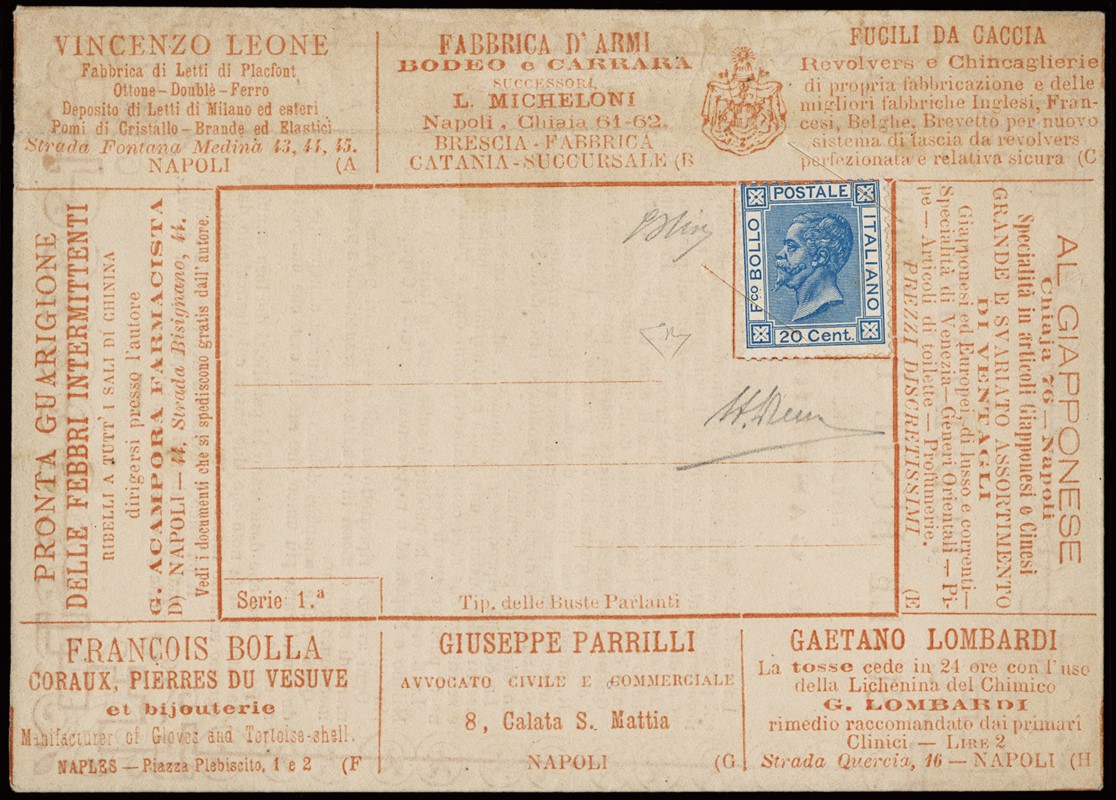 VINCENZO LEONE
Fabbrica di Letti di Placfont
Ottone-Doublè-Ferro
Deposito di Letti di Milano ed esteri
Pomi di Cristallo-Brande ed Elastici
Strada Fontana Medina 43, 44, 45.
NAPOLI (A
FABBRICA D'ARMI
BODEO e CARRARA
SUCCESSORI
L. MICHELONI
Napoli, Chiaia 61-62.
BRESCIA-FABBRICA
CATANIA-SUCCURSALE (B
FUCILI DA CACCIA
Revolvers e Chincaglierie
di propria fabbricazione e delle
migliori fabbriche Inglesi, Fran-
cesi, Belghe, Brevetto per nuovo
sistema di fascia da revolvers
perfezionata e relativa sicura (C
PRONTA GUARIGIONE
DELLE FEBBRI INTERMITTENTI
RIBELLI A TUTT' I SALI DI CHININA
dirigersi presso l'autore
G. ACAMPORA FARMACISTA
D) NAPOLI-44, Strada Bisignano, 44.
Vedi i documenti che si spediscono gratis dall'autore.
POSTALE
Fco BOLLO
ITALIANO
20 Cent.
AL GIAPPONESE
Chiaja 76-Napoli
Specialità in articoli Giapponesi e Cinesi
GRANDE E SVARIATO ASSORTIMENTO
DI VENTAGLI
Giapponesi ed Europei, di lusso e correnti-
Specialità di Venezia-Generi Orientali-Pi-
pe-Articoli di toilette-Profumerie.
PREZZI DISCRETISSIMI (E
Serie 1.ª
Tip. delle Buste Parlanti
FRANÇOIS BOLLA
CORAUX, PIERRES DU VESUVE
et bijouterie
Manifacturer of Gloves and Tortoise-shell.
NAPLES-Piazza Plebiscito, 1 e 2 (F
GIUSEPPE PARRILLI
AVVOCATO CIVILE E COMMERCIALE
8, Calata S. Mattia
NAPOLI (G
GAETANO LOMBARDI
La tosse cede in 24 ore con l'uso
della Lichenina del Chimico
G. LOMBARDI
rimedio raccomandato dai primari
Clinici - LIRE 2
Strada Quercia, 16 - NAPOLI (H